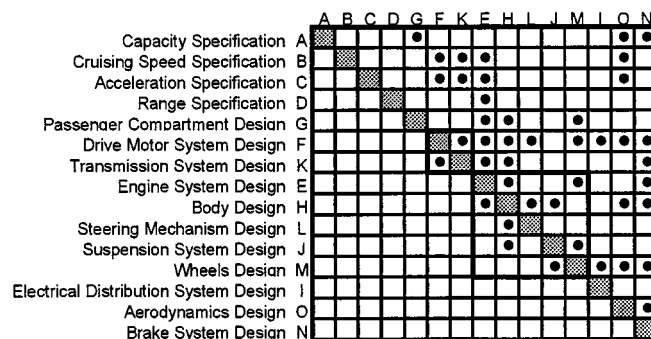 A B C D G F K E H L J M I O N
Capacity Specification A
Cruising Speed Specification B
Acceleration Specification C
Range Specification D
Passenger Compartment Design G
Drive Motor System Design F
Transmission System Design K
Engine System Design E
Body Design H
Steering Mechanism Design L
Suspension System Design J
Wheels Design M
Electrical Distribution System Design I
Aerodynamics Design O
Brake System Design N